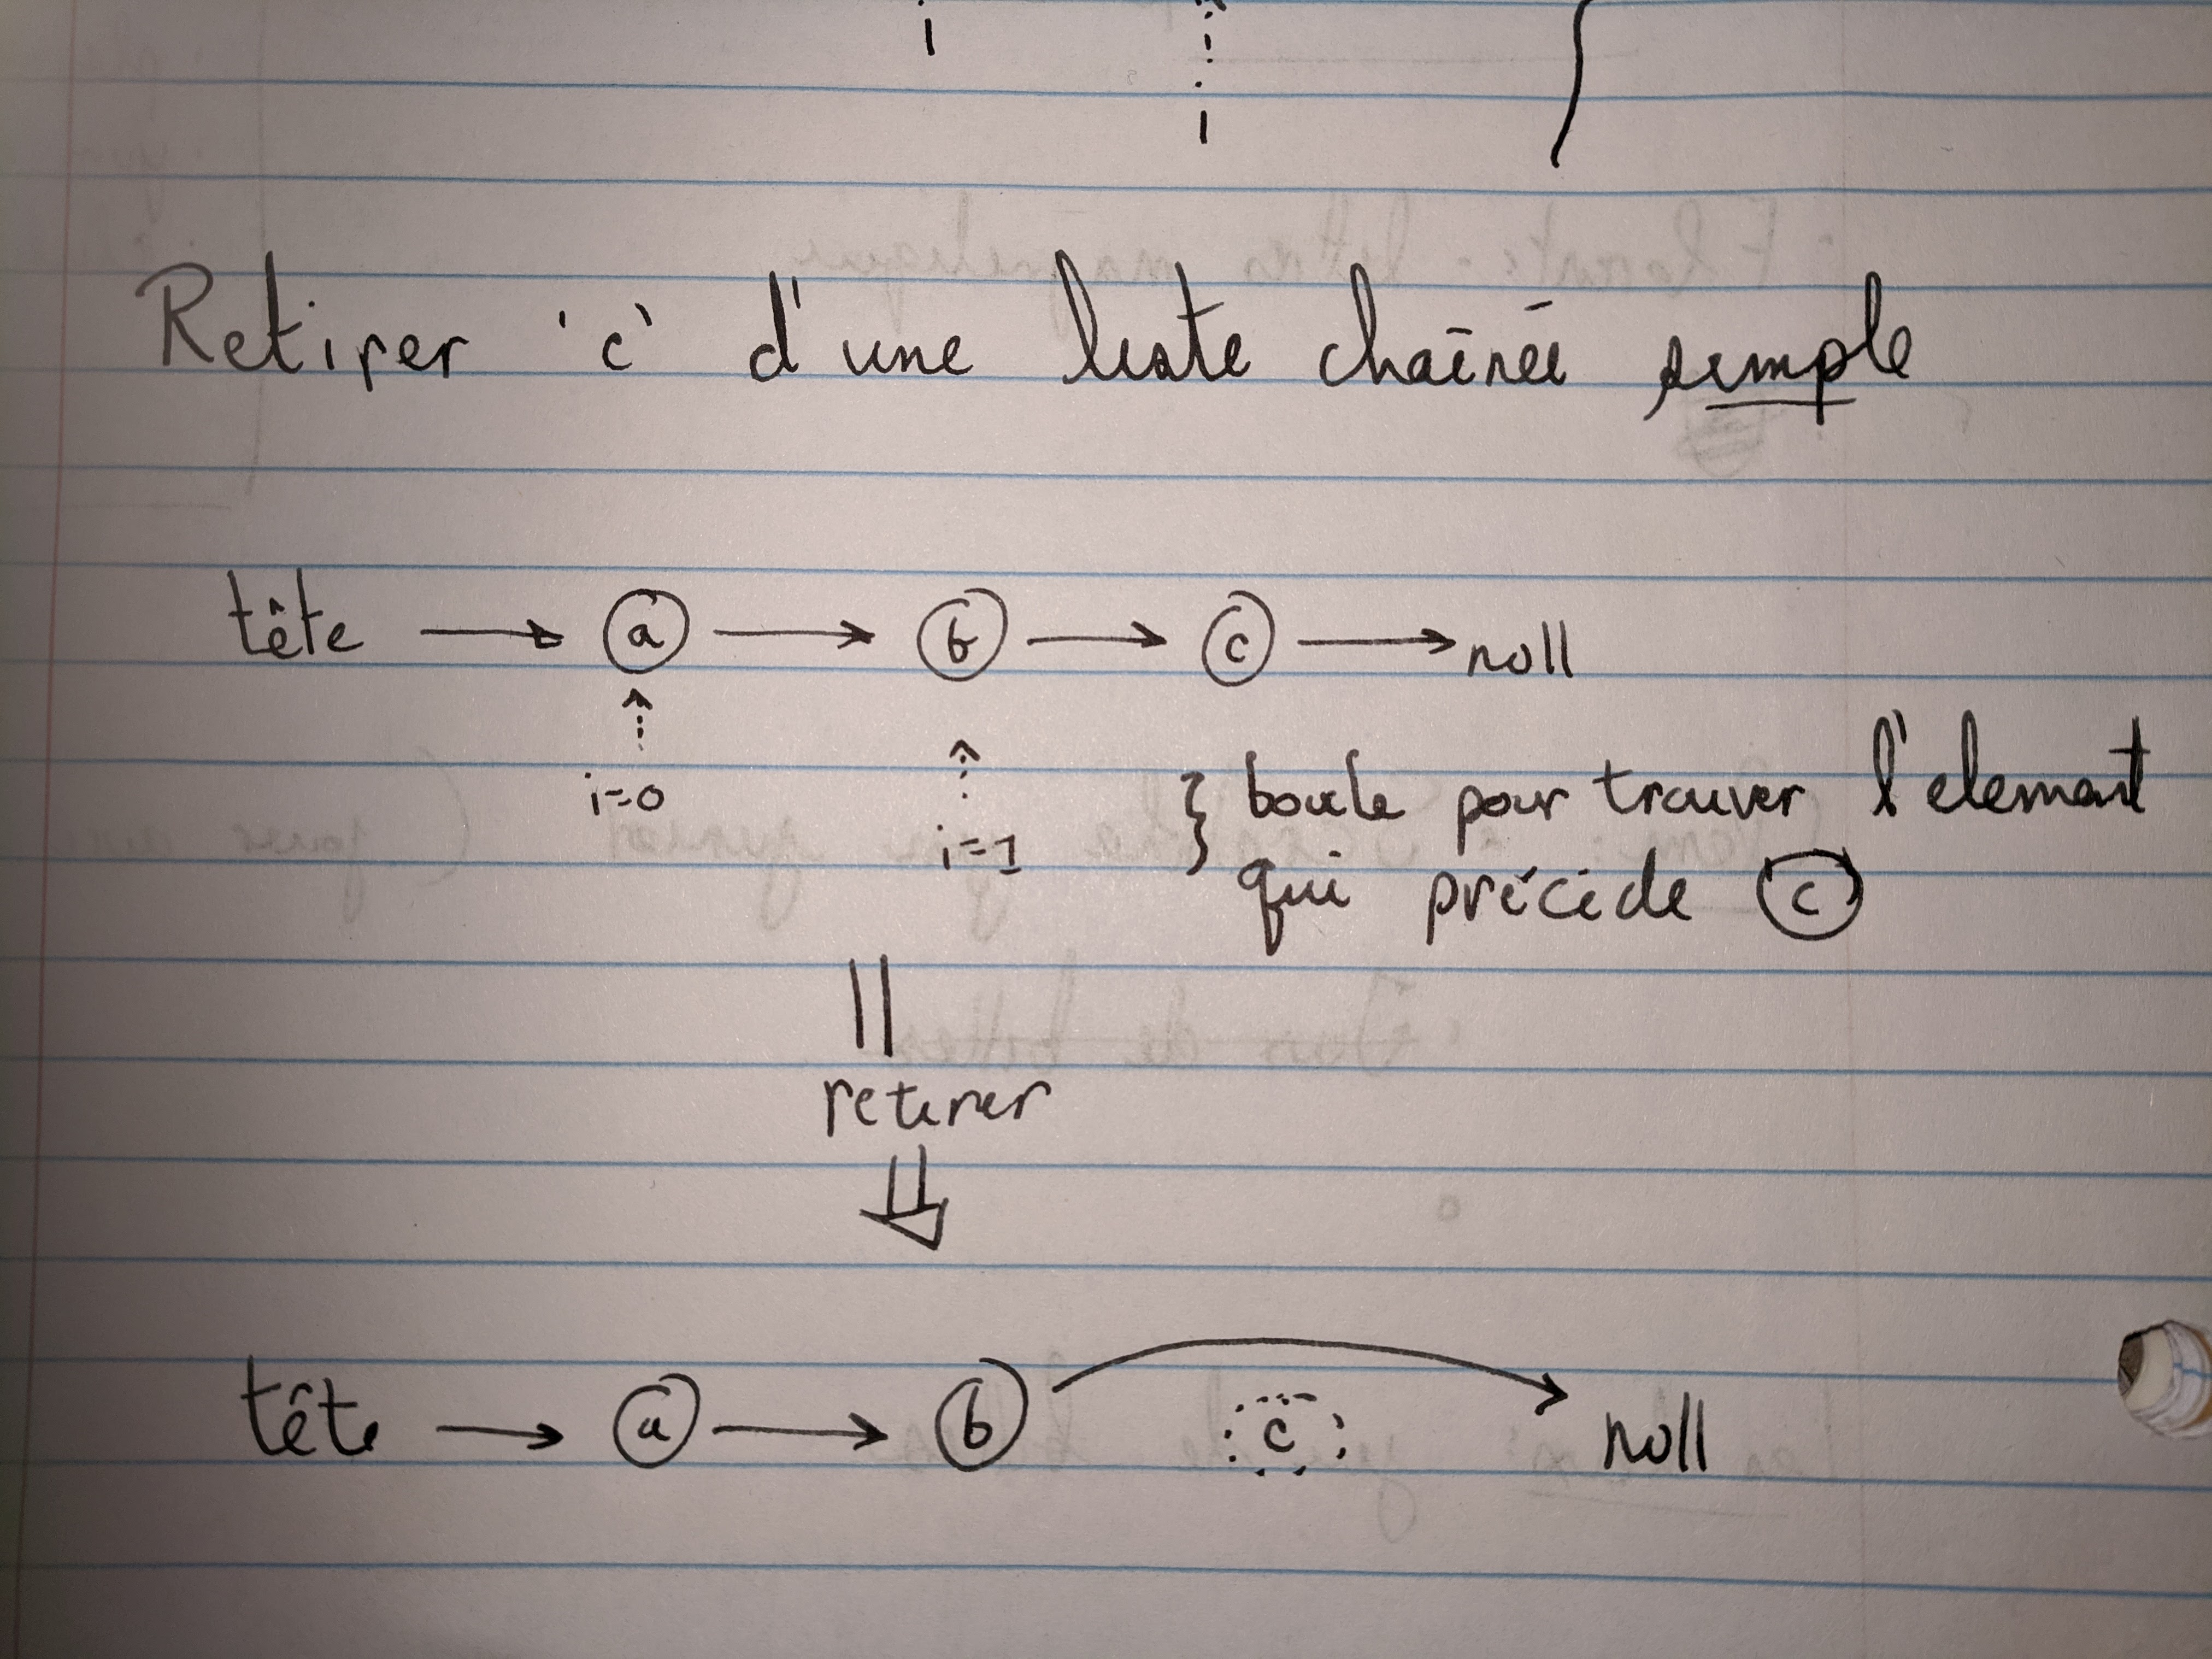 i
i
Retirer 'c' d'une liste chaînée simple
tête → a → b → c → null
i=0
i=1
} boucle pour trouver l'element
qui précède c
retirer
tête → a → b c null